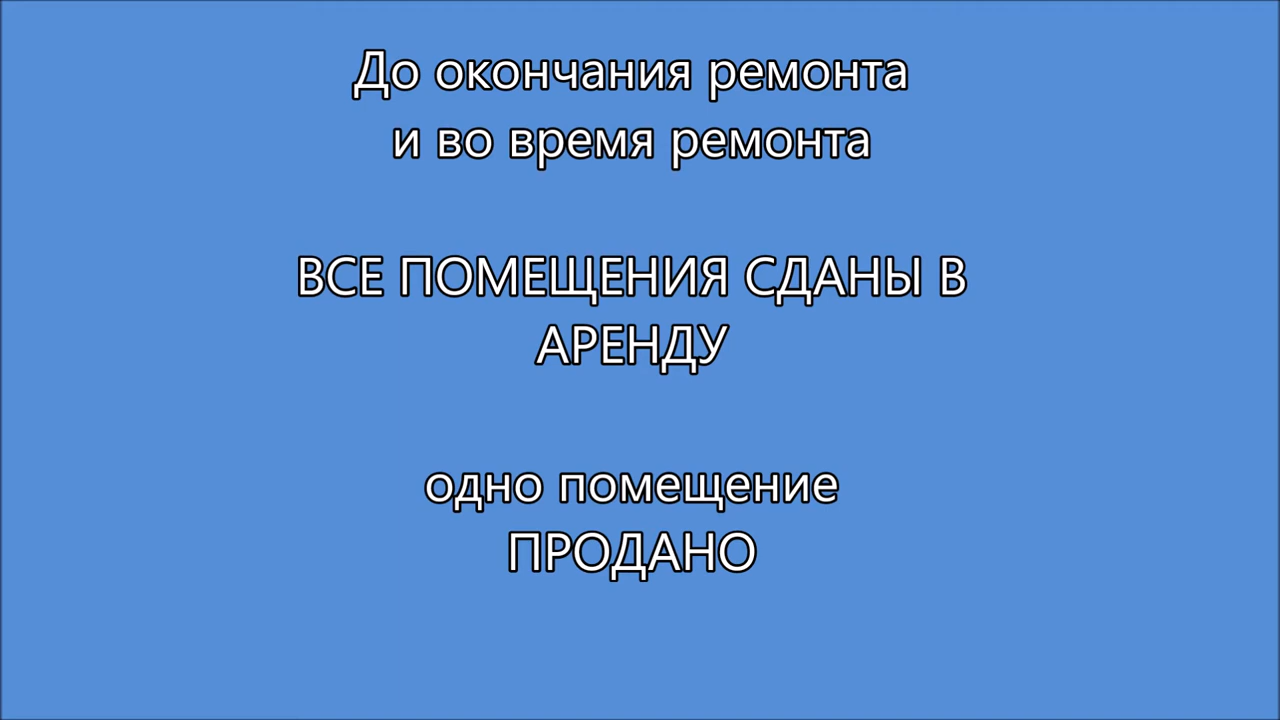 До окончания ремонта
и во время ремонта
ВСЕ ПОМЕЩЕНИЯ СДАНЫ В
АРЕНДУ
одно помещение
ПРОДАНО